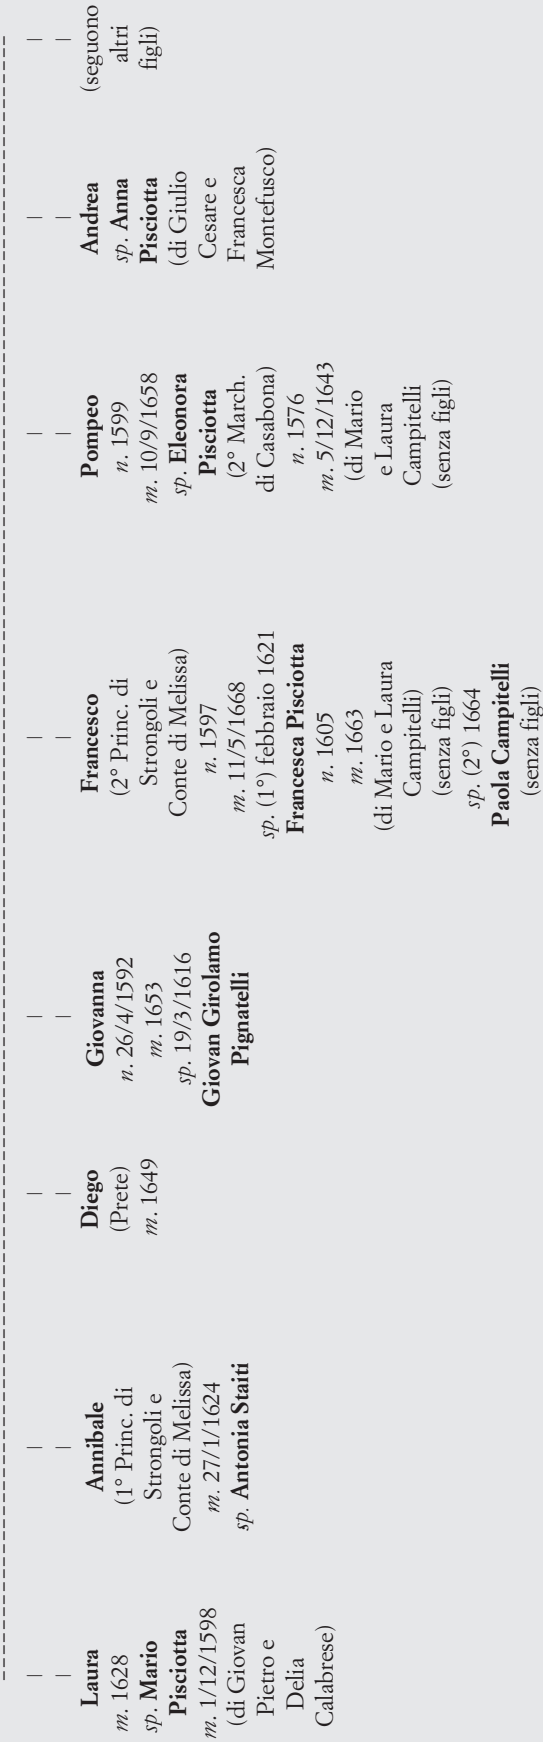 Laura
m. 1628
sp. Mario
Pisciotta
m. 1/12/1598
(di Giovan
Pietro e
Delia
Calabrese)
Annibale
(1° Princ. di
Strongoli e
Conte di Melissa)
m. 27/1/1624
sp. Antonia Staiti
Diego
(Prete)
m. 1649
Giovanna
n. 26/4/1592
m. 1653
sp. 19/3/1616
Giovan Girolamo
Pignatelli
Francesco
(2° Princ. di
Strongoli e
Conte di Melissa)
n. 1597
m. 11/5/1668
sp. (1°) febbraio 1621
Francesca Pisciotta
n. 1605
m. 1663
(di Mario e Laura
Campitelli)
(senza figli)
sp. (2°) 1664
Paola Campitelli
(senza figli)
Pompeo
n. 1599
m. 10/9/1658
sp. Eleonora
Pisciotta
(2° March.
di Casabona)
n. 1576
m. 5/12/1643
(di Mario
e Laura
Campitelli
(senza figli)
Andrea
sp. Anna
Pisciotta
(di Giulio
Cesare e
Francesca
Montefusco)
(seguono
altri
figli)